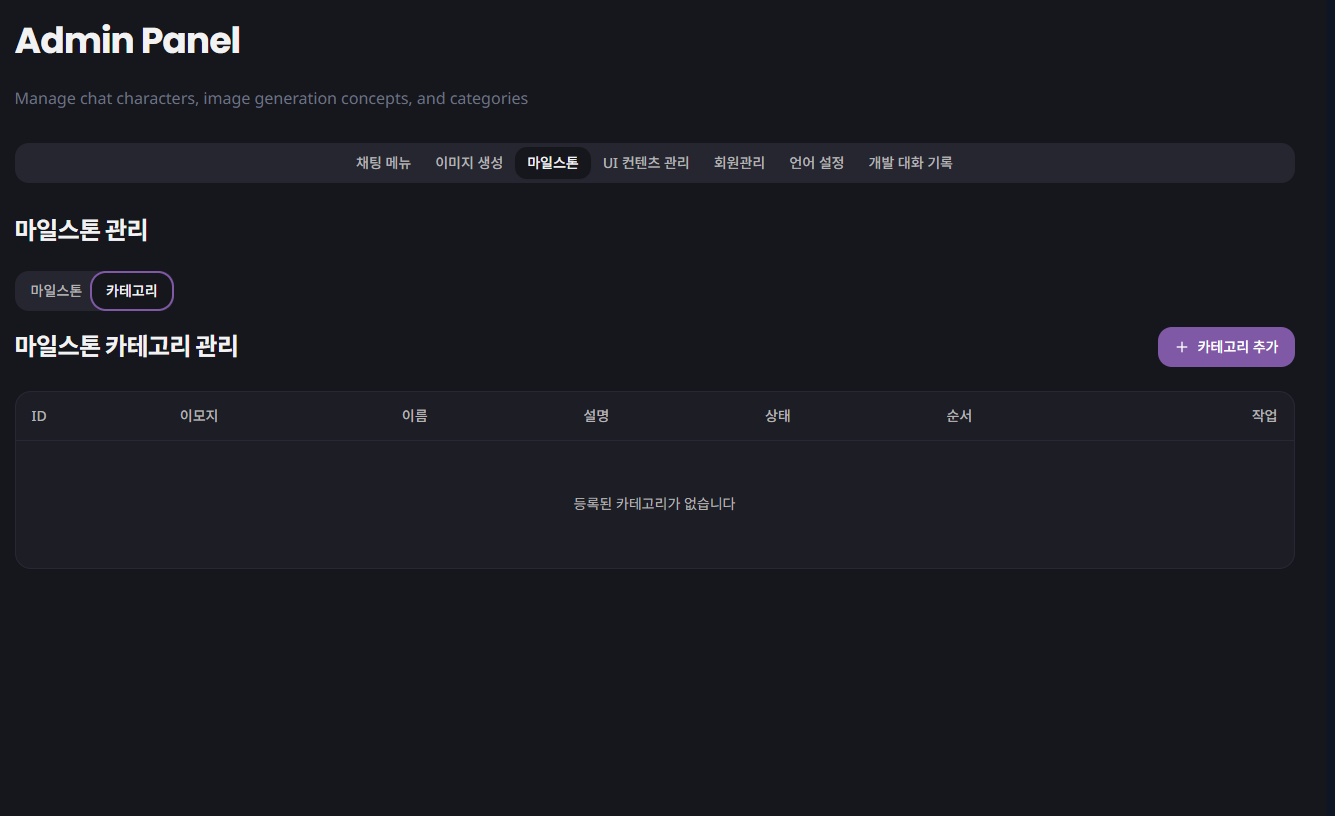 Admin Panel
Manage chat characters, image generation concepts, and categories
채팅 메뉴 이미지 생성 마일스톤 UI 컨텐츠 관리 회원관리 언어 설정 개발 대화 기록
마일스톤 관리
마일스톤 카테고리
마일스톤 카테고리 관리
+ 카테고리 추가
ID 이모지 이름 설명 상태 순서 작업
등록된 카테고리가 없습니다